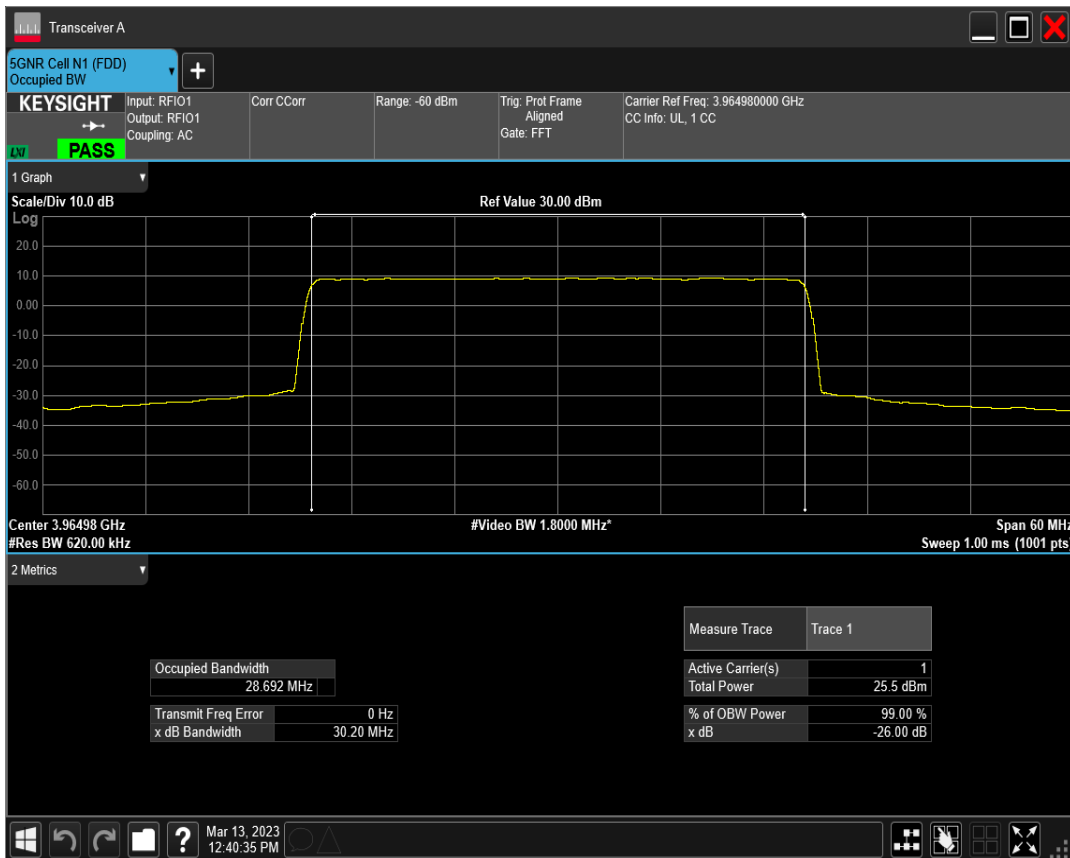 Transceiver A
5GNR Cell N1 (FDD)
Occupied BW
+
KEYSIGHT
Input: RFIO1
Output: RFIO1
Coupling: AC
Corr CCorr
Range: -60 dBm
Trig: Prot Frame
Aligned
Gate: FFT
Carrier Ref Freq: 3.964980000 GHz
CC Info: UL, 1 CC
LXI
PASS
1 Graph
Scale/Div 10.0 dB
Ref Value 30.00 dBm
Log
20.0
10.0
0.00
-10.0
-20.0
-30.0
-40.0
-50.0
-60.0
Center 3.96498 GHz
#Video BW 1.8000 MHz*
Span 60 MHz
#Res BW 620.00 kHz
Sweep 1.00 ms (1001 pts)
2 Metrics
Measure Trace Trace 1
Occupied Bandwidth
28.692 MHz
Active Carrier(s) 1
Total Power 25.5 dBm
Transmit Freq Error 0 Hz
x dB Bandwidth 30.20 MHz
% of OBW Power 99.00 %
x dB -26.00 dB
?
Mar 13, 2023
12:40:35 PM